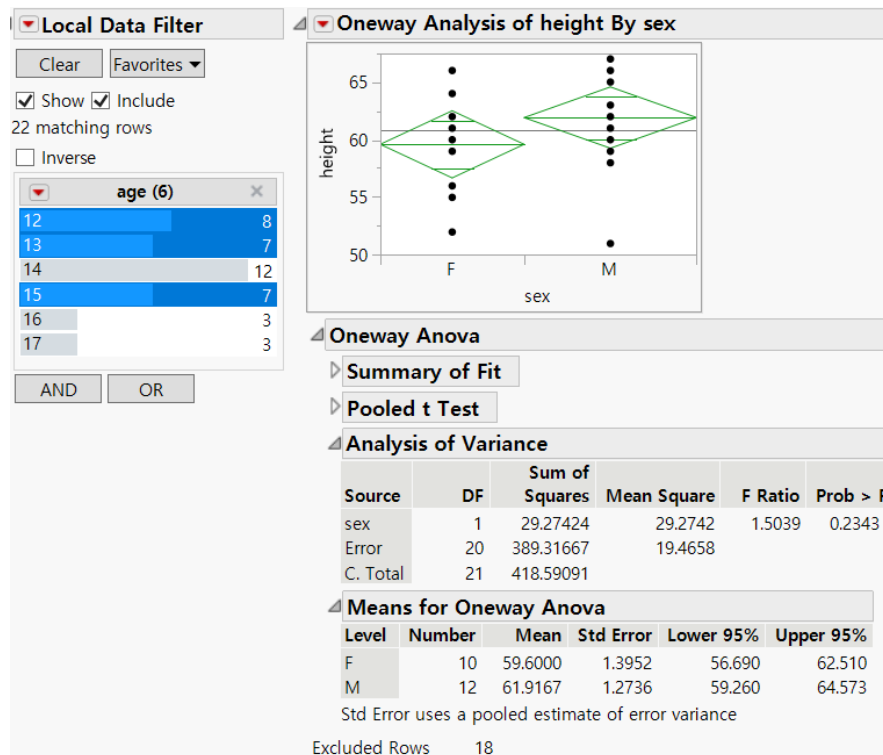 Local Data Filter
Clear Favorites
Show Include
22 matching rows
Inverse
age (6)
12 8
13 7
14 12
15 7
16 3
17 3
AND OR
Oneway Analysis of height By sex
height
65
60
55
50
F M
sex
Oneway Anova
Summary of Fit
Pooled t Test
Analysis of Variance
Sum of
Source DF Squares Mean Square F Ratio Prob > F
sex 1 29.27424 29.2742 1.5039 0.2343
Error 20 389.31667 19.4658
C. Total 21 418.59091
Means for Oneway Anova
Level Number Mean Std Error Lower 95% Upper 95%
F 10 59.6000 1.3952 56.690 62.510
M 12 61.9167 1.2736 59.260 64.573
Std Error uses a pooled estimate of error variance
Excluded Rows 18